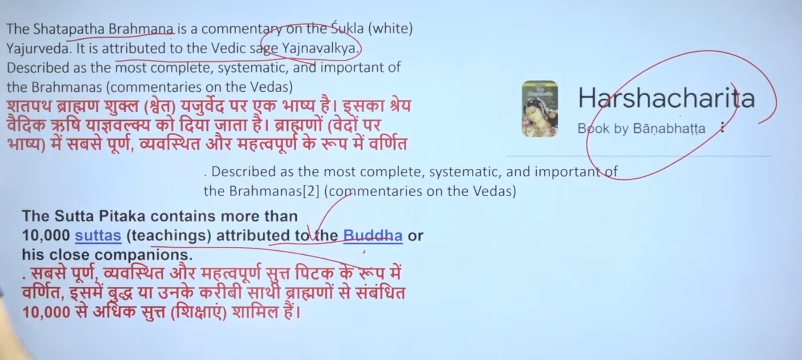 The Shatapatha Brahmana is a commentary on the Śukla (white)
Yajurveda. It is attributed to the Vedic sage Yajnavalkya.
Described as the most complete, systematic, and important of
the Brahmanas (commentaries on the Vedas)
शतपथ ब्राह्मण शुक्ल (श्वेत) यजुर्वेद पर एक भाष्य है। इसका श्रेय
वैदिक ऋषि याज्ञवल्क्य को दिया जाता है। ब्राह्मणों (वेदों पर
भाष्य) में सबसे पूर्ण, व्यवस्थित और महत्वपूर्ण के रूप में वर्णित
Harshacharita
Book by Bāṇabhaṭṭa
. Described as the most complete, systematic, and important of
the Brahmanas[2] (commentaries on the Vedas)
The Sutta Pitaka contains more than
10,000 suttas (teachings) attributed to the Buddha or
his close companions.
. सबसे पूर्ण, व्यवस्थित और महत्वपूर्ण सुत्त पिटक के रूप में
वर्णित, इसमें बुद्ध या उनके करीबी साथी ब्राह्मणों से संबंधित
10,000 से अधिक सुत्त (शिक्षाएं) शामिल हैं।